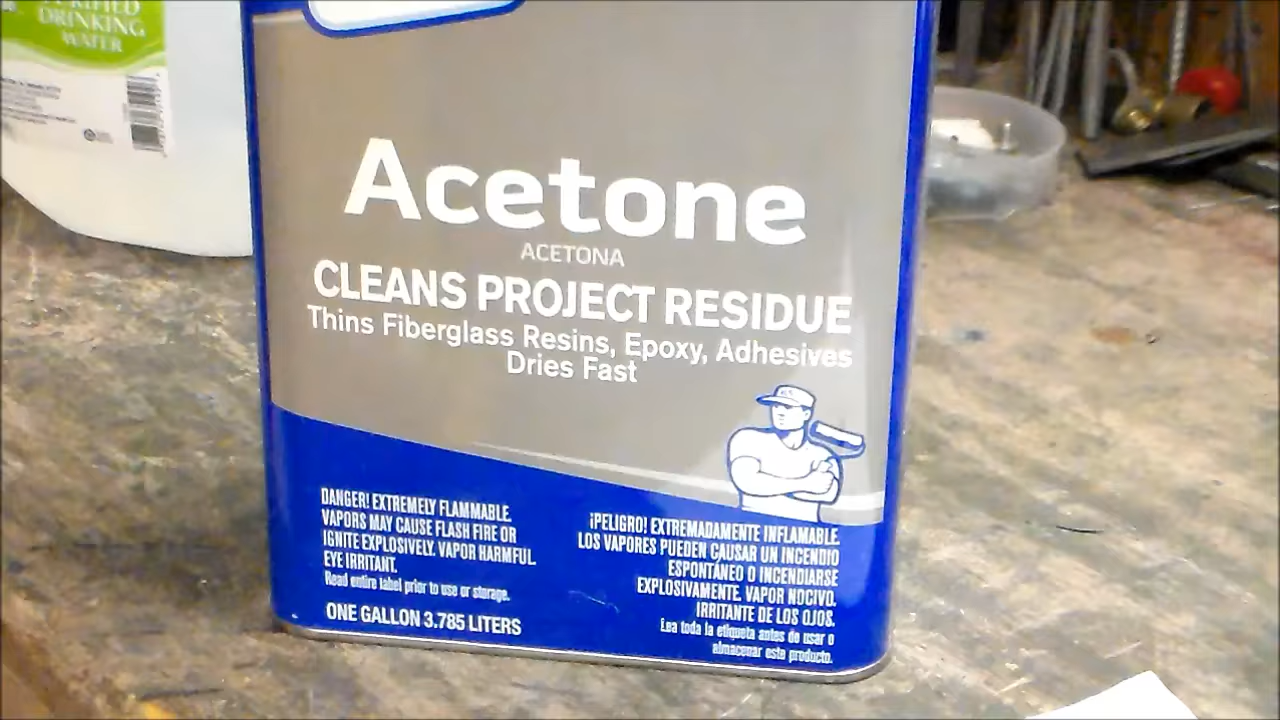 DRINKING
WATER
Acetone
ACETONA
CLEANS PROJECT RESIDUE
Thins Fiberglass Resins, Epoxy, Adhesives
Dries Fast
DANGER! EXTREMELY FLAMMABLE.
VAPORS MAY CAUSE FLASH FIRE OR
IGNITE EXPLOSIVELY. VAPOR HARMFUL.
EYE IRRITANT.
Read entire label prior to use or storage.
ONE GALLON 3.785 LITERS
¡PELIGRO! EXTREMADAMENTE INFLAMABLE.
LOS VAPORES PUEDEN CAUSAR UN INCENDIO
ESPONTÁNEO O INCENDIARSE
EXPLOSIVAMENTE. VAPOR NOCIVO.
IRRITANTE DE LOS OJOS.
Lea toda la etiqueta antes de usar o
almacenar este producto.